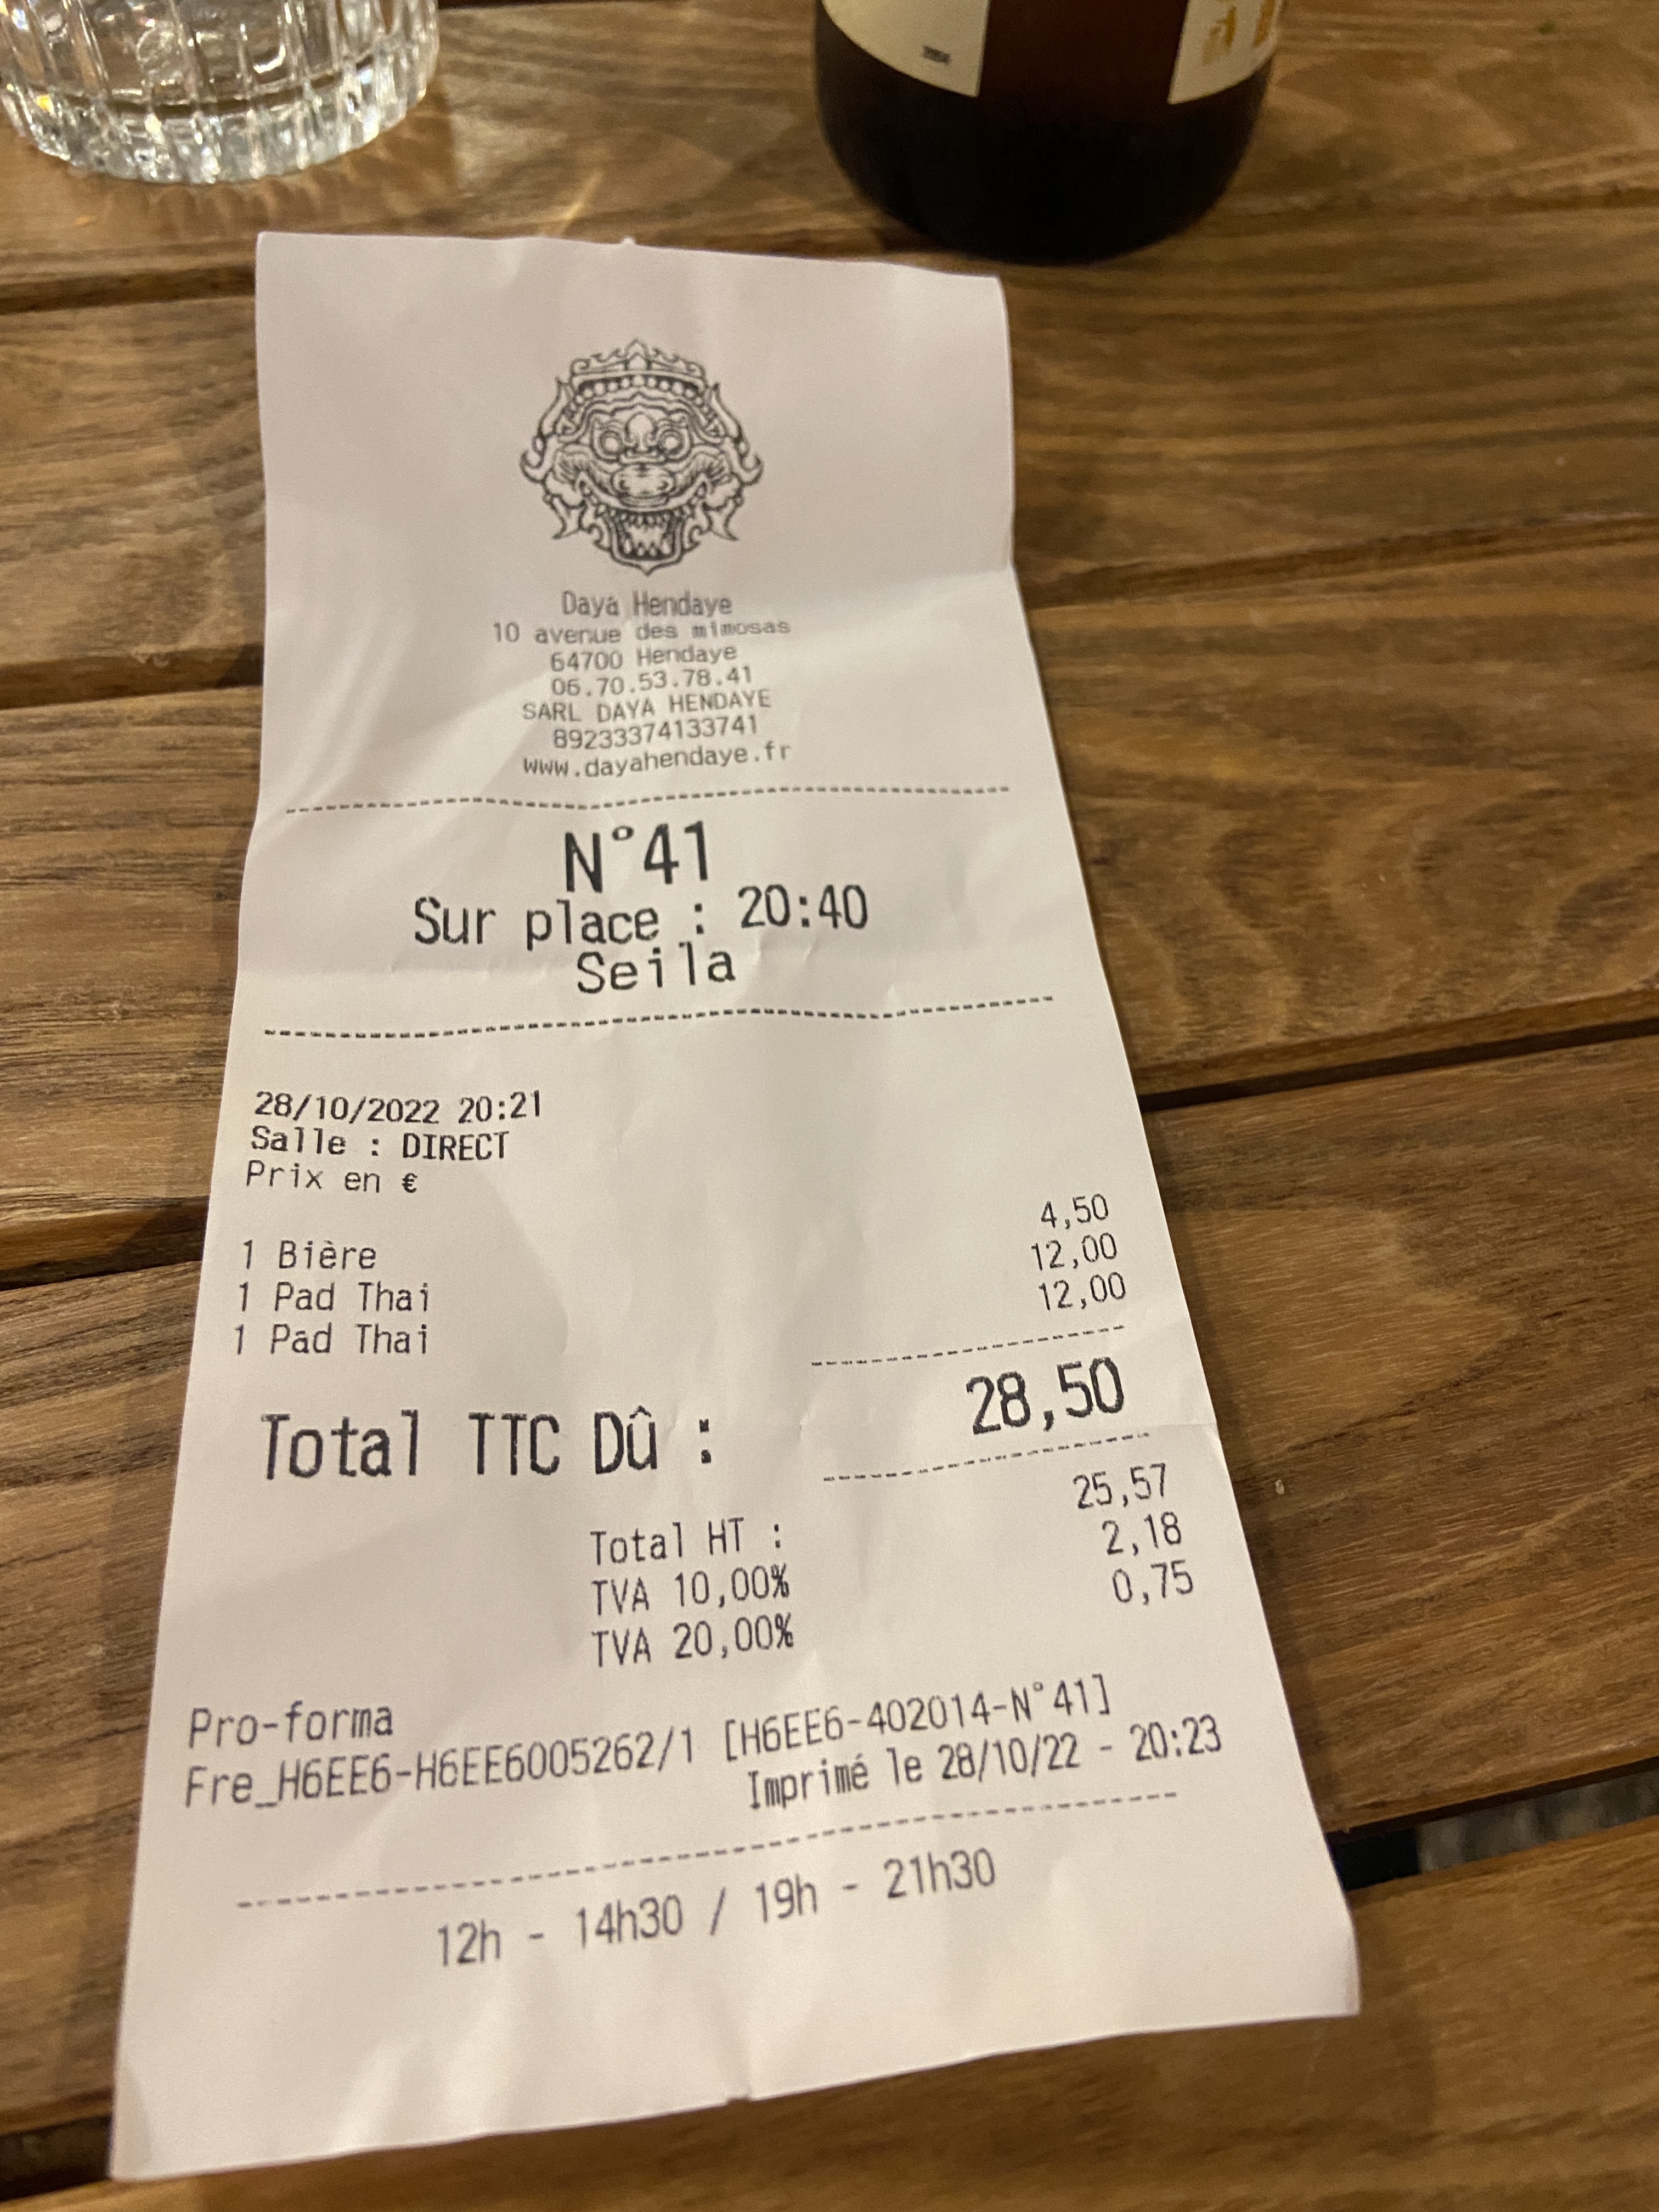 Daya Hendaye
10 avenue des mimosas
64700 Hendaye
06.70.53.78.41
SARL DAYA HENDAYE
89233374133741
www.dayahendaye.fr
N°41
Sur place : 20:40
Seila
28/10/2022 20:21
Salle : DIRECT
Prix en €
1 Bière 4,50
1 Pad Thai 12,00
1 Pad Thai 12,00
Total TTC Dû : 28,50
Total HT : 25,57
TVA 10,00% 2,18
TVA 20,00% 0,75
Pro-forma
Fre_H6EE6-H6EE6005262/1 [H6EE6-402014-N°41]
Imprimé le 28/10/22 - 20:23
12h - 14h30 / 19h - 21h30